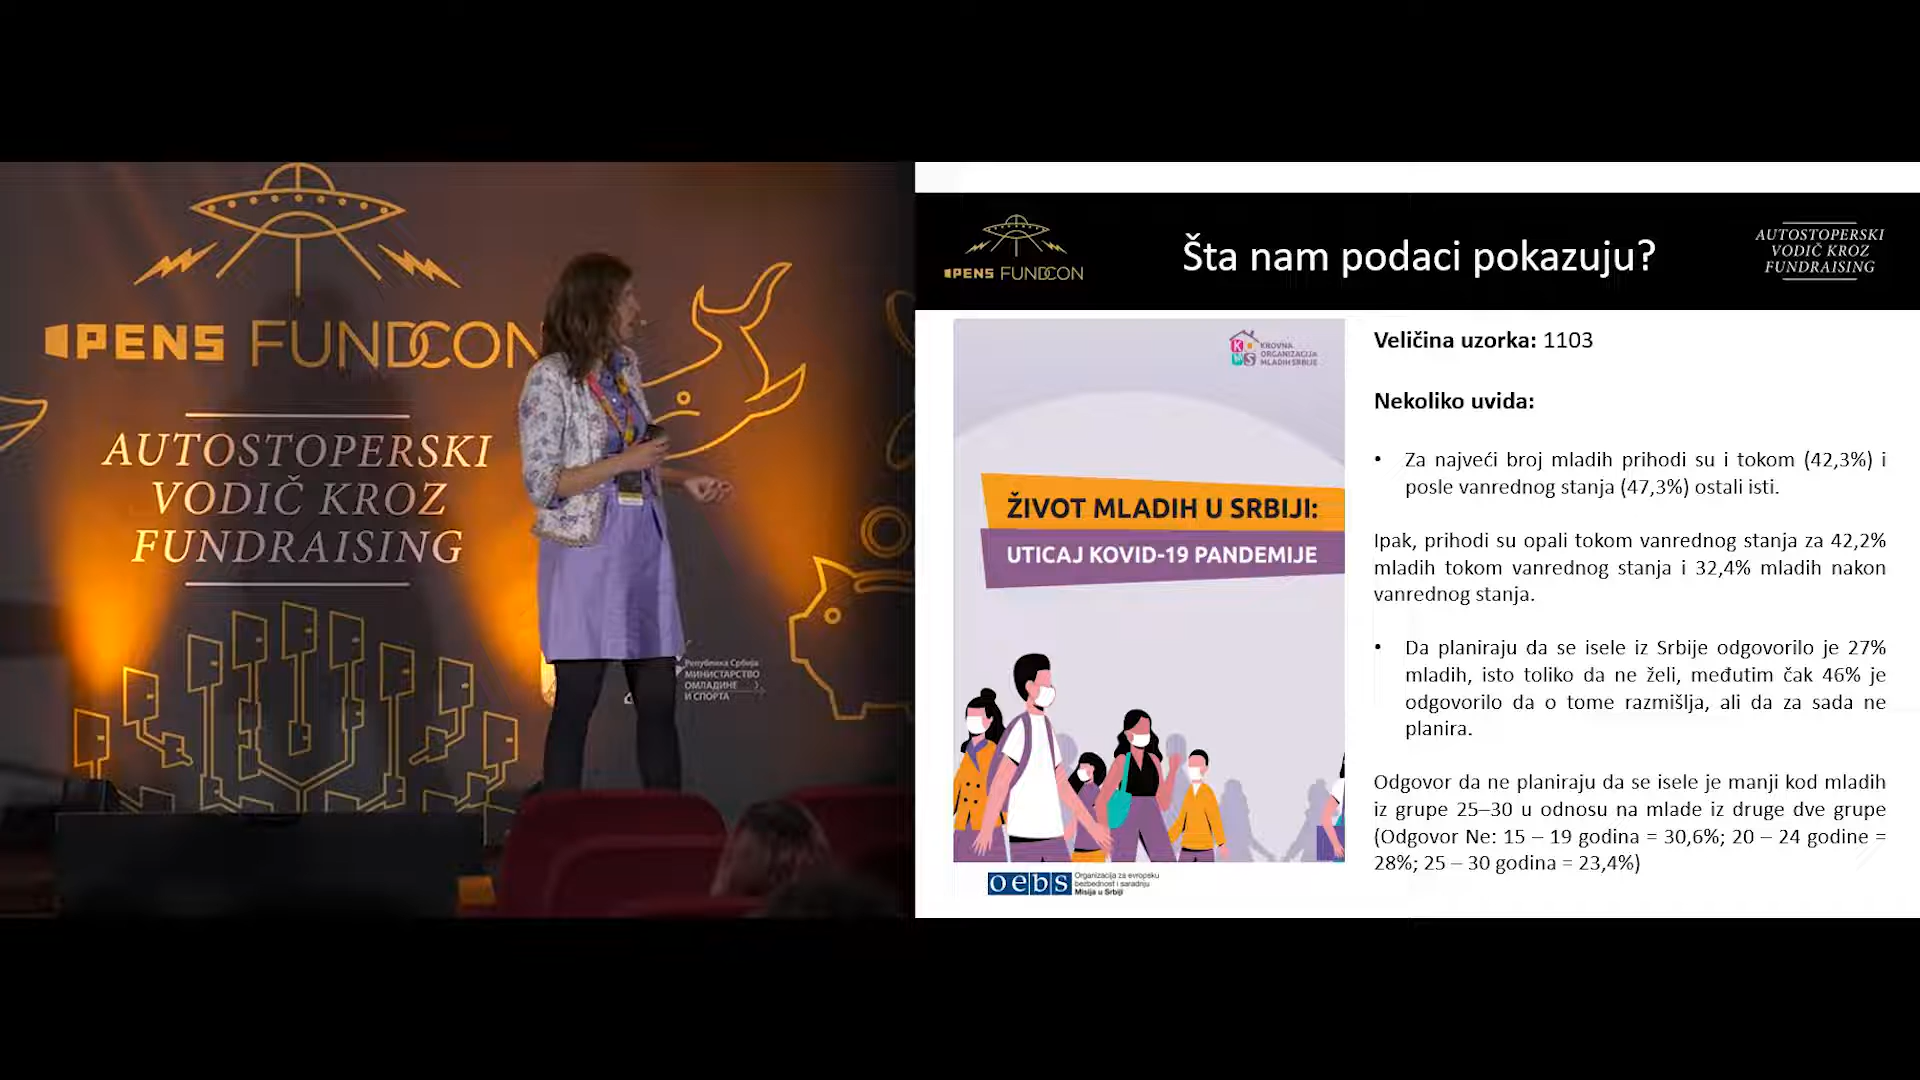 OPENS FUNDCON
AUTOSTOPERSKI
VODIČ KROZ
FUNDRAISING
Република Србија
МИНИСТАРСТВО
ОМЛАДИНЕ
И СПОРТА
OPENS FUNDCON
Šta nam podaci pokazuju?
AUTOSTOPERSKI
VODIČ KROZ
FUNDRAISING
K MS
KROVNA
ORGANIZACIJA
MLADIH SRBIJE
ŽIVOT MLADIH U SRBIJI:
UTICAJ KOVID-19 PANDEMIJE
oebs
Organizacija za evropsku
bezbednost i saradnju
Misija u Srbiji
Veličina uzorka: 1103
Nekoliko uvida:
• Za najveći broj mladih prihodi su i tokom (42,3%) i
posle vanrednog stanja (47,3%) ostali isti.
Ipak, prihodi su opali tokom vanrednog stanja za 42,2%
mladih tokom vanrednog stanja i 32,4% mladih nakon
vanrednog stanja.
• Da planiraju da se isele iz Srbije odgovorilo je 27%
mladih, isto toliko da ne želi, međutim čak 46% je
odgovorilo da o tome razmišlja, ali da za sada ne
planira.
Odgovor da ne planiraju da se isele je manji kod mladih
iz grupe 25–30 u odnosu na mlade iz druge dve grupe
(Odgovor Ne: 15 – 19 godina = 30,6%; 20 – 24 godine =
28%; 25 – 30 godina = 23,4%)